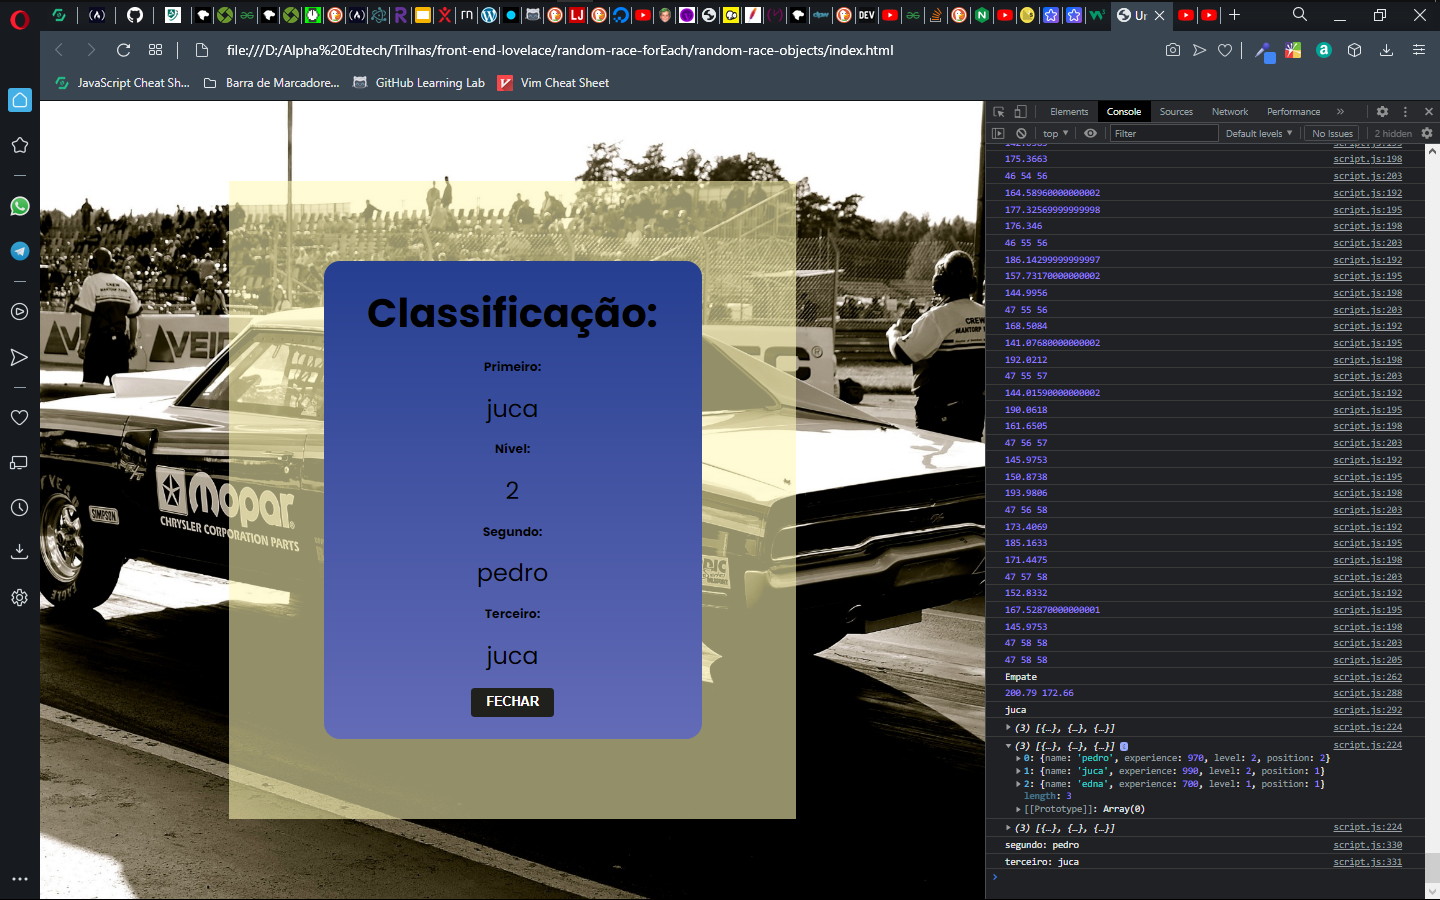 Ur
file:///D:/Alpha%20Edtech/Trilhas/front-end-lovelace/random-race-forEach/random-race-objects/index.html
JavaScript Cheat Sh...
Barra de Marcadore...
GitHub Learning Lab
Vim Cheat Sheet
Elements
Console
Sources
Network
Performance
top
Filter
Default levels
No Issues
2 hidden
175.3663 script.js:198
46 54 56 script.js:203
164.58960000000002 script.js:192
177.32569999999998 script.js:195
176.346 script.js:198
46 55 56 script.js:203
186.14299999999997 script.js:192
157.73170000000002 script.js:195
144.9956 script.js:198
47 55 56 script.js:203
168.5084 script.js:192
141.07680000000002 script.js:195
192.0212 script.js:198
47 55 57 script.js:203
144.01590000000002 script.js:192
190.0618 script.js:195
161.6505 script.js:198
47 56 57 script.js:203
145.9753 script.js:192
150.8738 script.js:195
193.9806 script.js:198
47 56 58 script.js:203
173.4069 script.js:192
185.1633 script.js:195
171.4475 script.js:198
47 57 58 script.js:203
152.8332 script.js:192
167.52870000000001 script.js:195
145.9753 script.js:198
47 58 58 script.js:203
47 58 58 script.js:205
Empate script.js:262
200.79 172.66 script.js:288
juca script.js:292
(3) [{…}, {…}, {…}] script.js:224
(3) [{…}, {…}, {…}] script.js:224
0: {name: 'pedro', experience: 970, level: 2, position: 2}
1: {name: 'juca', experience: 990, level: 2, position: 1}
2: {name: 'edna', experience: 700, level: 1, position: 1}
length: 3
[[Prototype]]: Array(0)
(3) [{…}, {…}, {…}] script.js:224
segundo: pedro script.js:330
terceiro: juca script.js:331
Classificação:
Primeiro:
juca
Nível:
2
Segundo:
pedro
Terceiro:
juca
FECHAR
CREW
CREW
MANTORP
VEID
mopar
CHRYSLER CORPORATION PARTS
SIMPSON
EAGLE